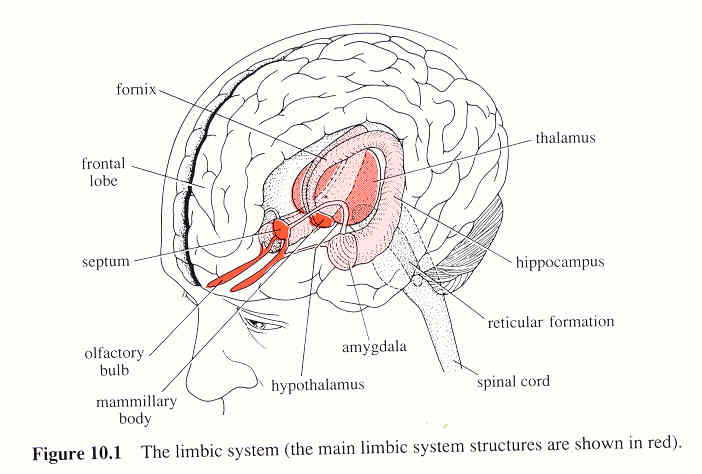 fornix
thalamus
frontal
lobe
septum
hippocampus
reticular formation
amygdala
olfactory
bulb
hypothalamus
spinal cord
mammillary
body
Figure 10.1 The limbic system (the main limbic system structures are shown in red).